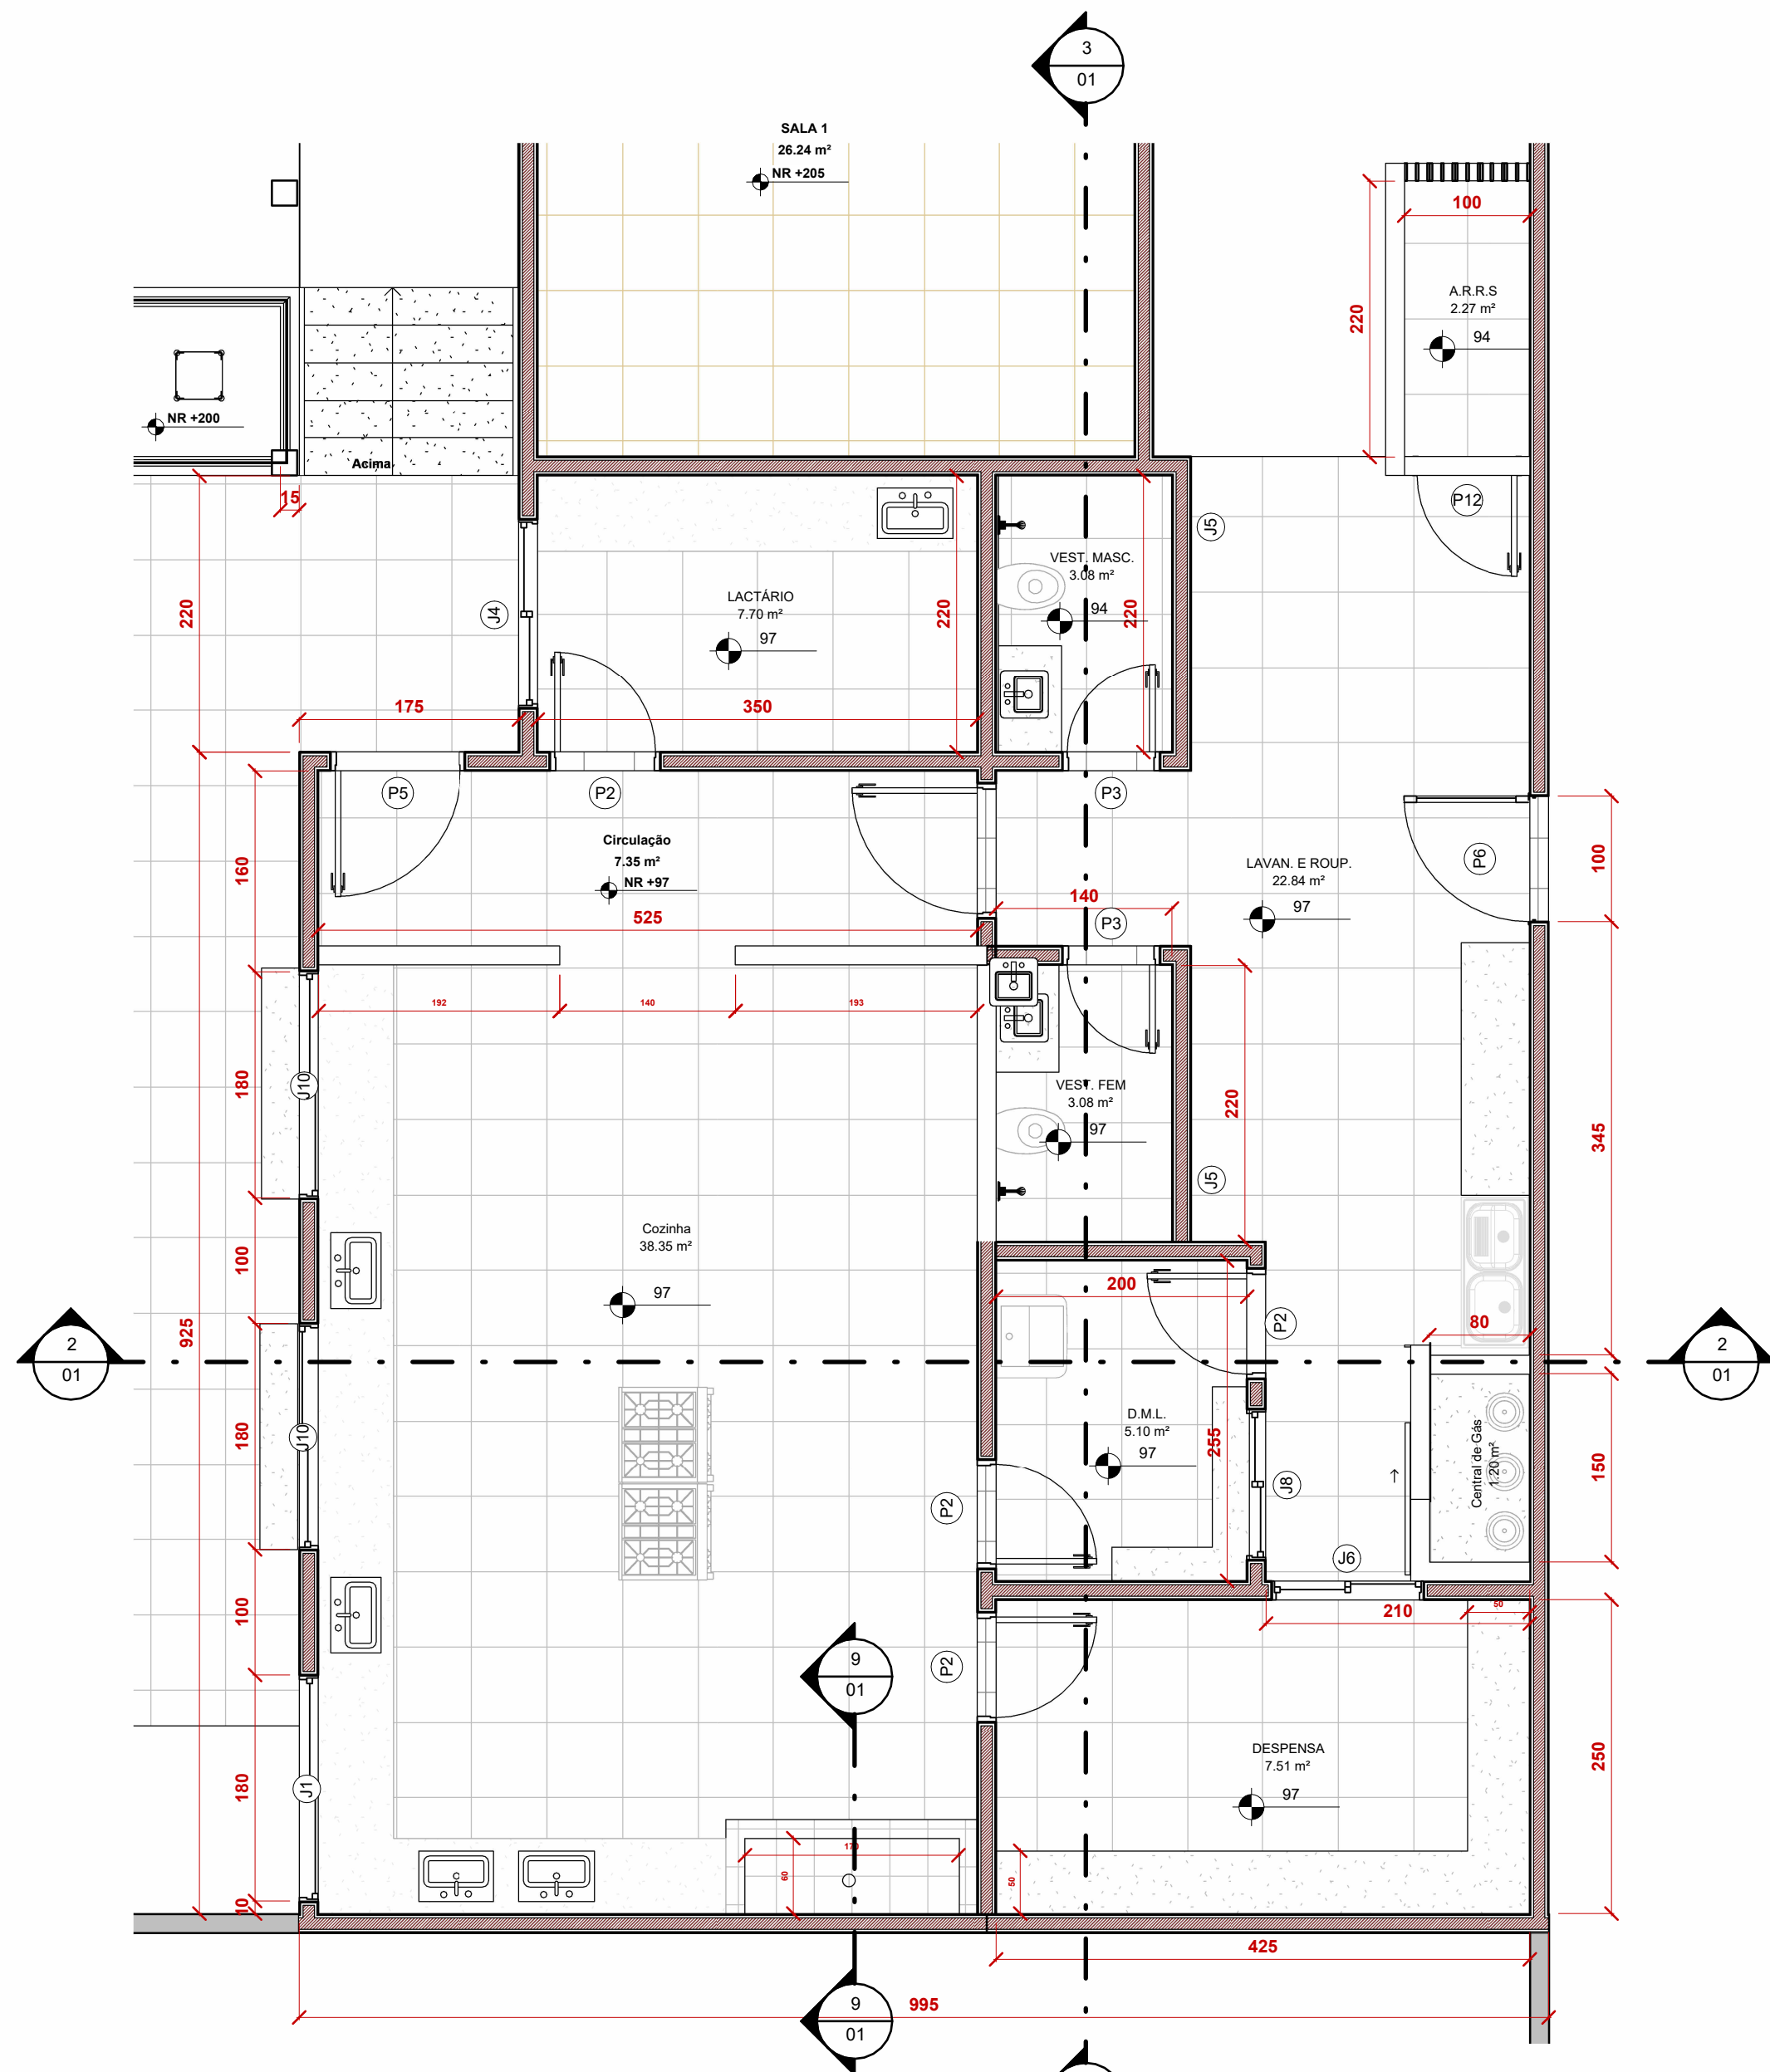 3
01
SALA 1
26.24 m²
NR +205
100
A.R.R.S
2.27 m²
94
220
NR +200
Acima
15
P12
J5
VEST. MASC.
3.08 m²
94
220
LACTÁRIO
7.70 m²
97
220
J4
220
175
350
P5
P2
P3
Circulação
7.35 m²
NR +97
160
LAVAN. E ROUP.
22.84 m²
97
P6
100
140
P3
525
192
140
193
180
J10
VEST. FEM
3.08 m²
97
220
345
J5
Cozinha
38.35 m²
97
100
200
P2
80
2
01
925
2
01
180
J10
D.M.L.
5.10 m²
97
255
J8
Central de Gás
1.20 m²
150
P2
J6
100
210
50
9
01
P2
DESPENSA
7.51 m²
97
250
180
J1
170
60
50
10
425
995
9
01